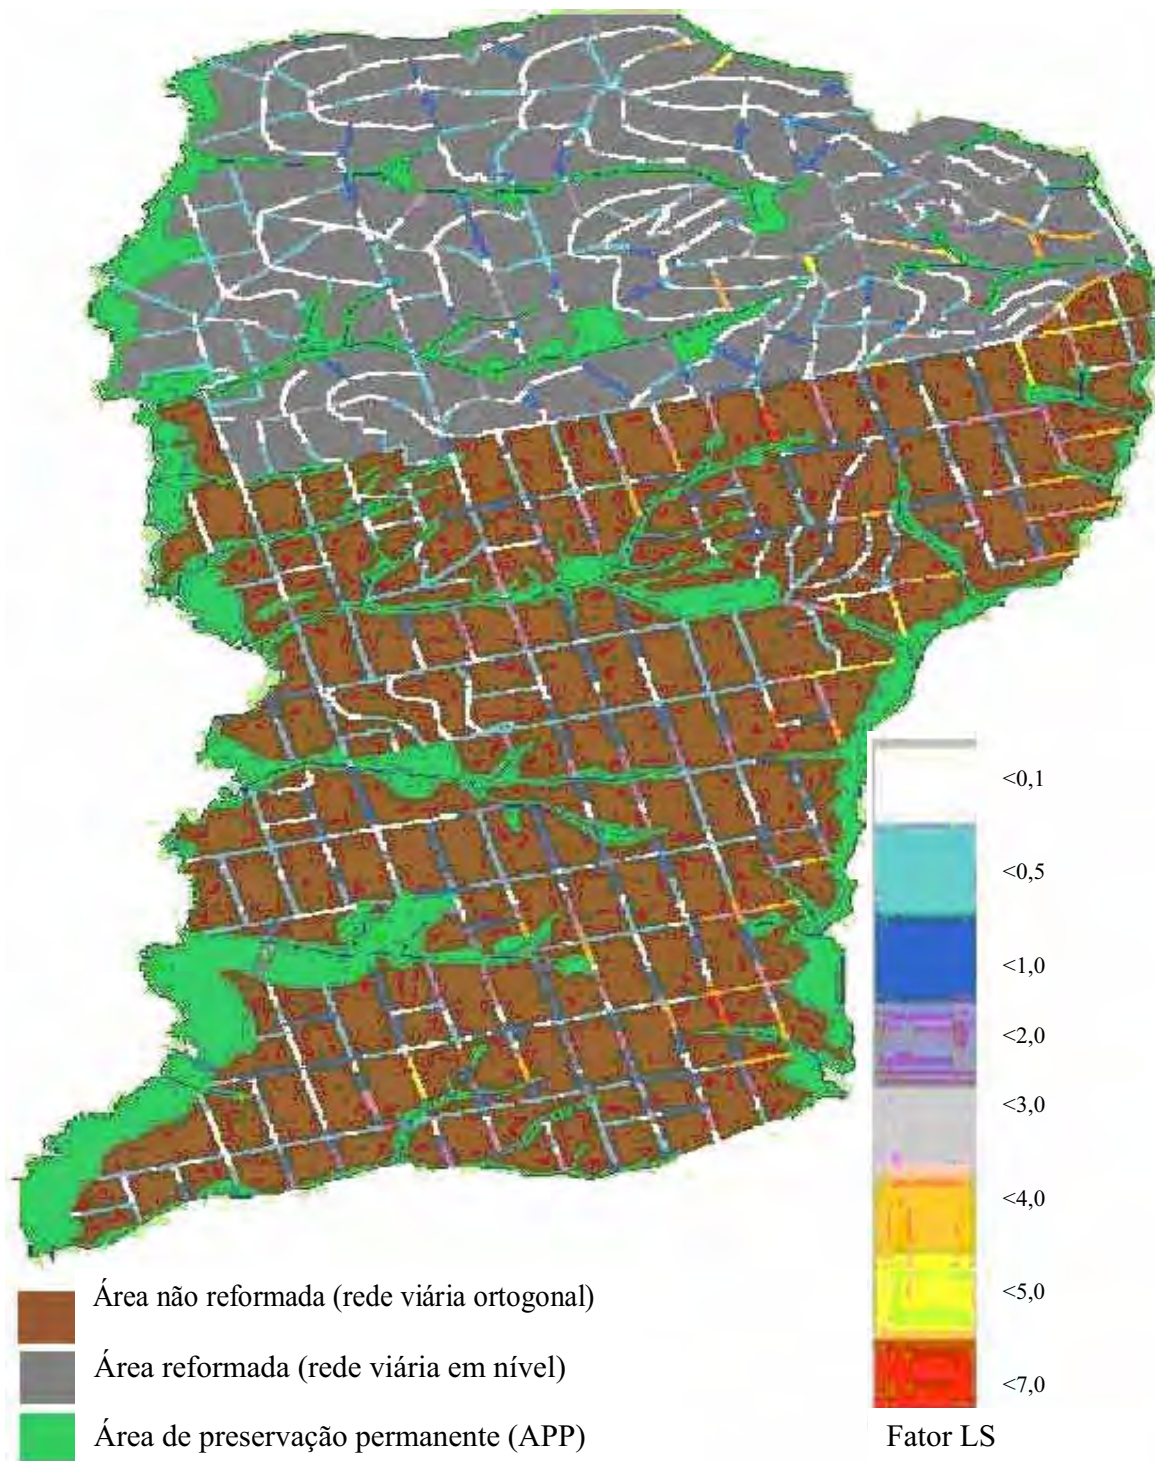 <0,1
<0,5
<1,0
<2,0
<3,0
<4,0
<5,0
<7,0
Fator LS
Área não reformada (rede viária ortogonal)
Área reformada (rede viária em nível)
Área de preservação permanente (APP)